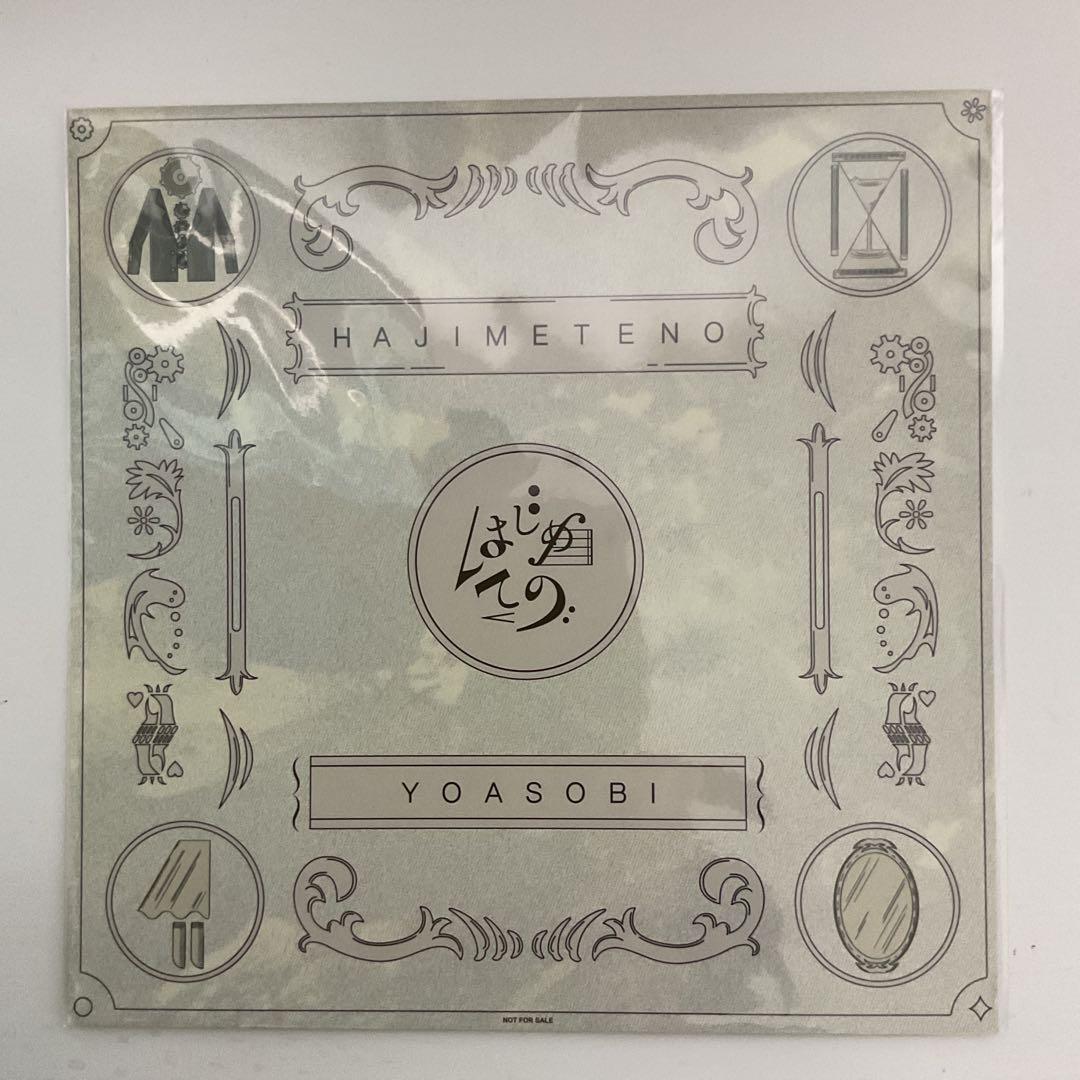 HAJIMETENO
はじめ
ての
YOASOBI
NOT FOR SALE